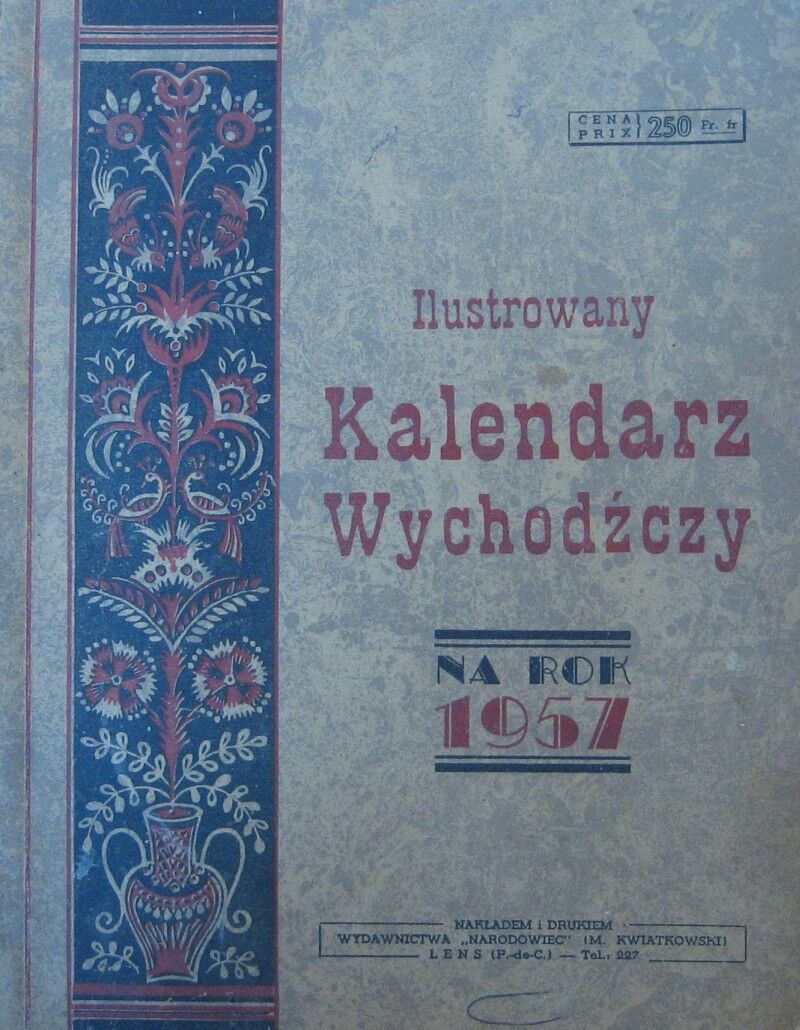 CENA
PRIX } 250 Fr. fr
Ilustrowany
Kalendarz
Wychodźczy
NA ROK
1957
NAKŁADEM i DRUKIEM
WYDAWNICTWA „NARODOWIEC" (M. KWIATKOWSKI)
LENS (P.-de-C.) — Tel.: 227